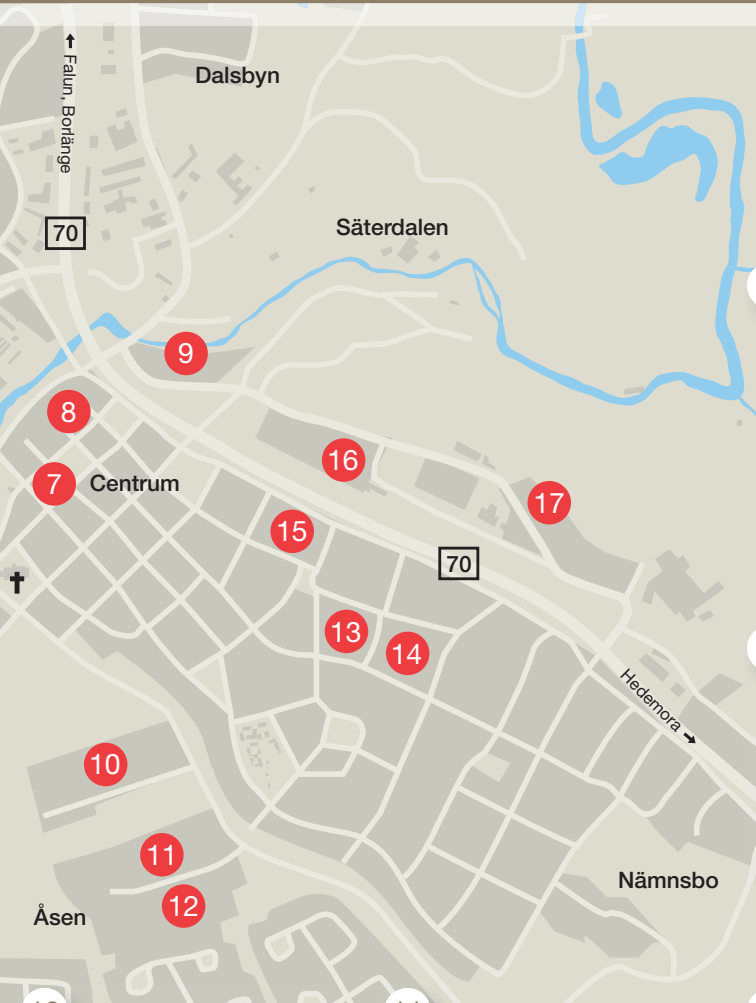 Dalsbyn
← Falun, Borlänge
70
Säterdalen
9
8
16
7
Centrum
17
15
70
13
14
Hedemora →
10
11
Nämnsbo
12
Åsen